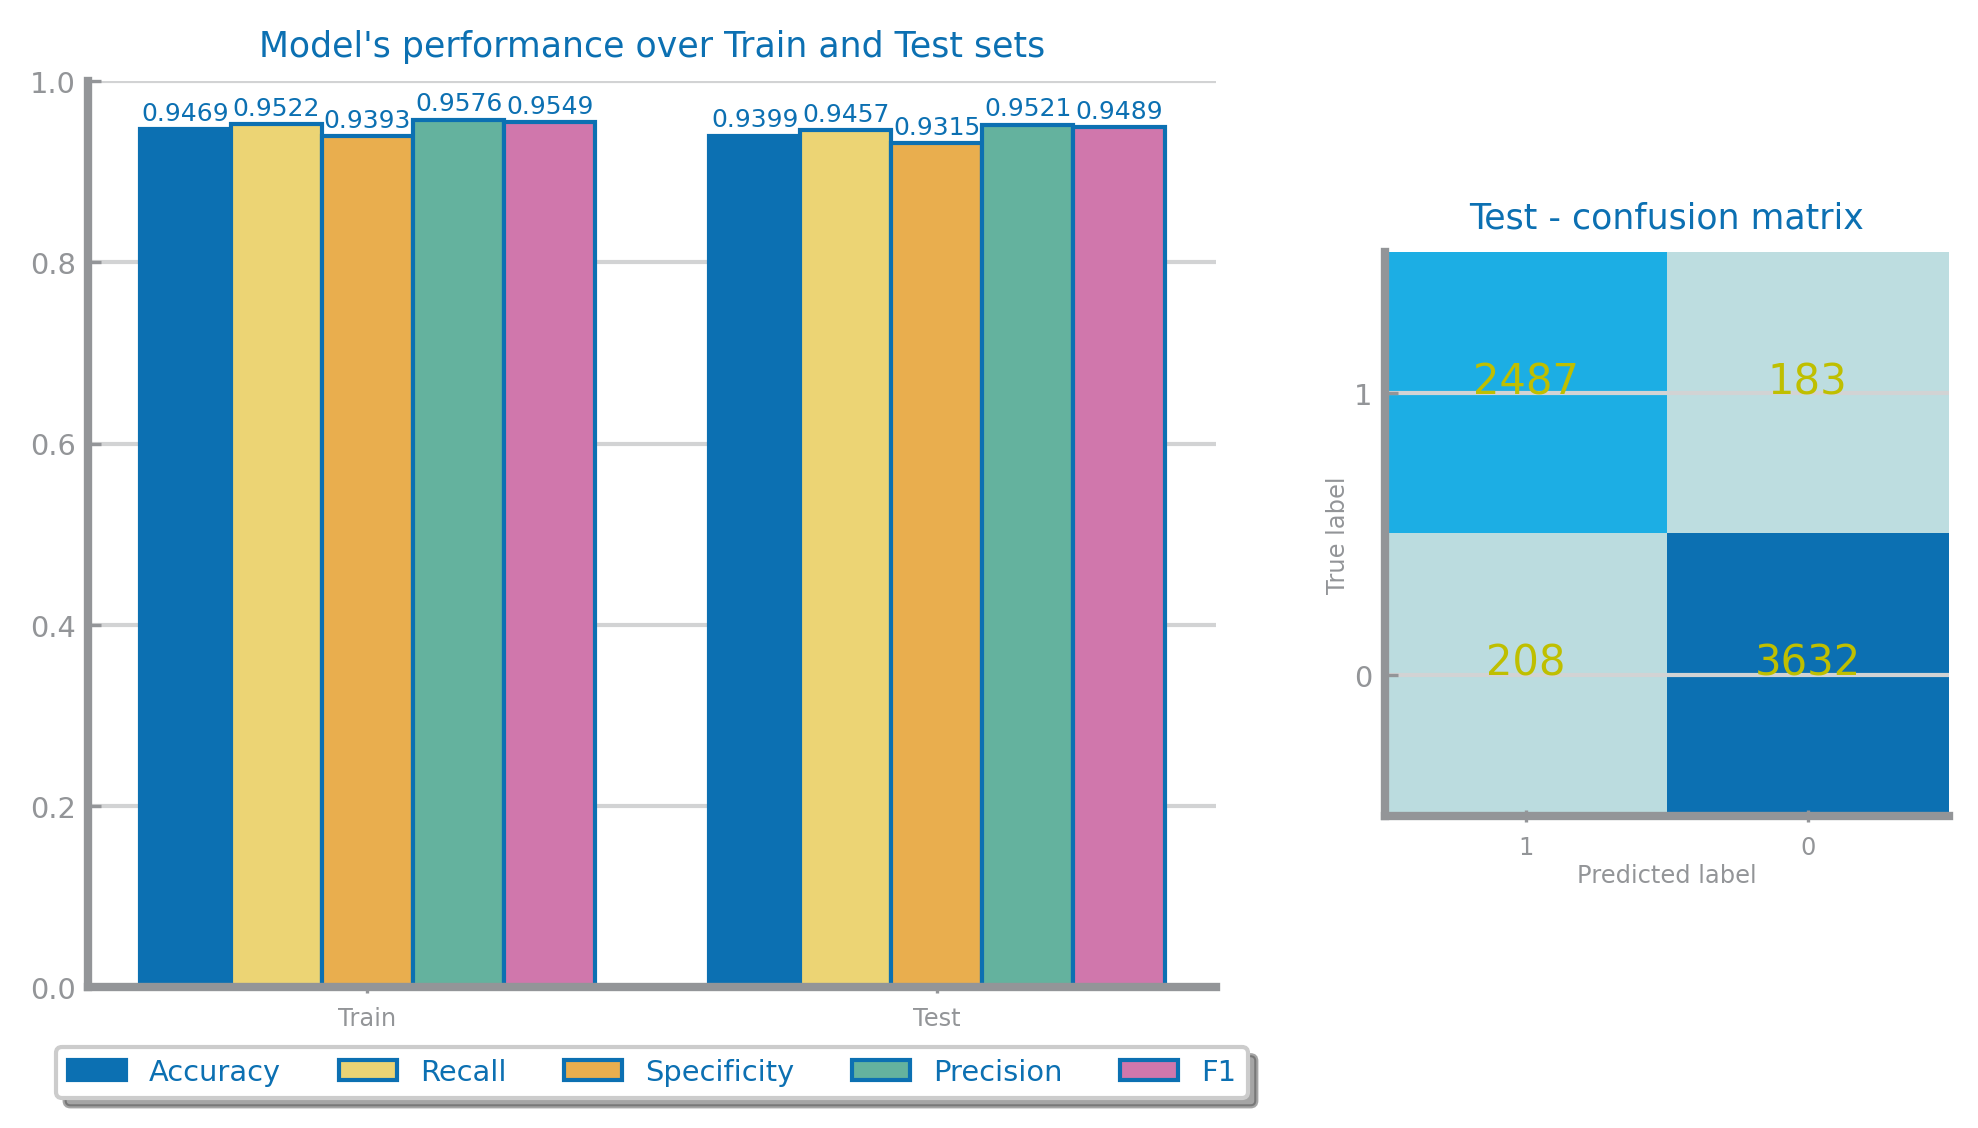 Model's performance over Train and Test sets
1.0
0.9469 0.9522 0.9393 0.9576 0.9549 0.9399 0.9457 0.9315 0.9521 0.9489
0.8
0.6
0.4
0.2
0.0
Train Test
Accuracy Recall Specificity Precision F1
Test - confusion matrix
True label
1 2487 183
0 208 3632
1 0
Predicted label